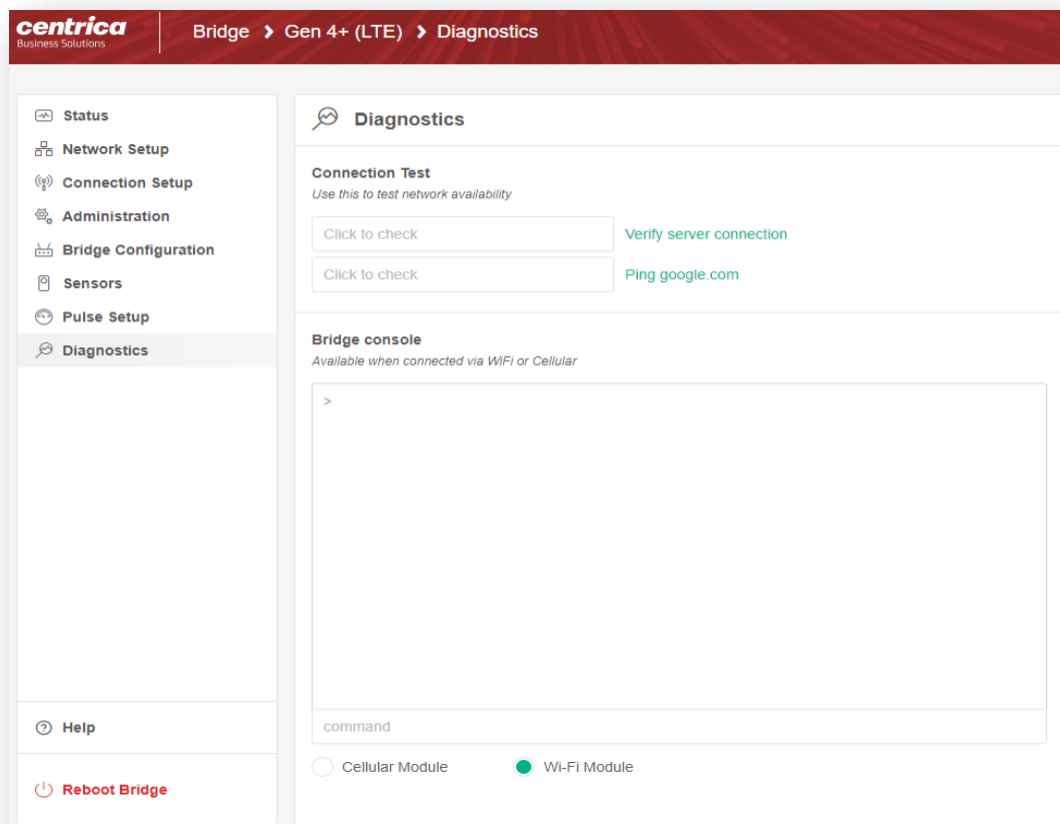 centrica
Business Solutions
Bridge > Gen 4+ (LTE) > Diagnostics
Status
Network Setup
Connection Setup
Administration
Bridge Configuration
Sensors
Pulse Setup
Diagnostics
Help
Reboot Bridge
Diagnostics
Connection Test
Use this to test network availability
Click to check Verify server connection
Click to check Ping google.com
Bridge console
Available when connected via WiFi or Cellular
>
command
Cellular Module Wi-Fi Module